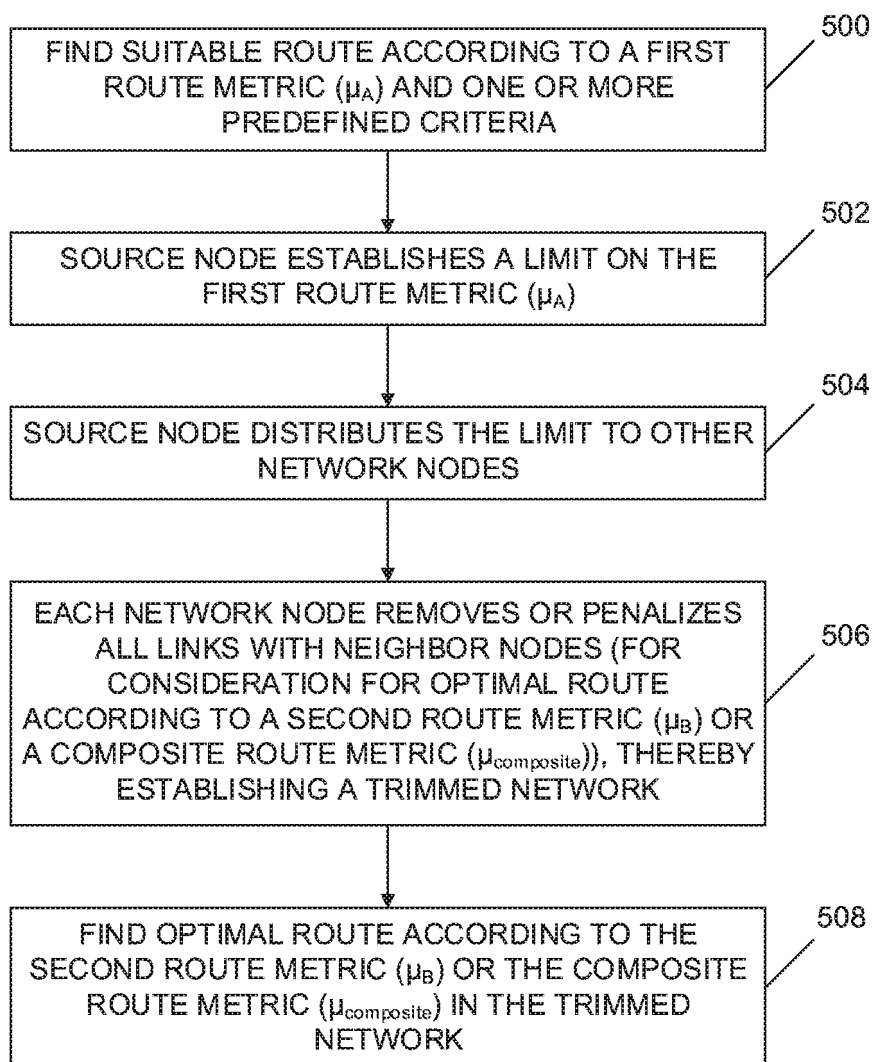 500
FIND SUITABLE ROUTE ACCORDING TO A FIRST
ROUTE METRIC (μA) AND ONE OR MORE
PREDEFINED CRITERIA
502
SOURCE NODE ESTABLISHES A LIMIT ON THE
FIRST ROUTE METRIC (μA)
504
SOURCE NODE DISTRIBUTES THE LIMIT TO OTHER
NETWORK NODES
506
EACH NETWORK NODE REMOVES OR PENALIZES
ALL LINKS WITH NEIGHBOR NODES (FOR
CONSIDERATION FOR OPTIMAL ROUTE
ACCORDING TO A SECOND ROUTE METRIC (μB) OR
A COMPOSITE ROUTE METRIC (μcomposite)), THEREBY
ESTABLISHING A TRIMMED NETWORK
508
FIND OPTIMAL ROUTE ACCORDING TO THE
SECOND ROUTE METRIC (μB) OR THE COMPOSITE
ROUTE METRIC (μcomposite) IN THE TRIMMED
NETWORK